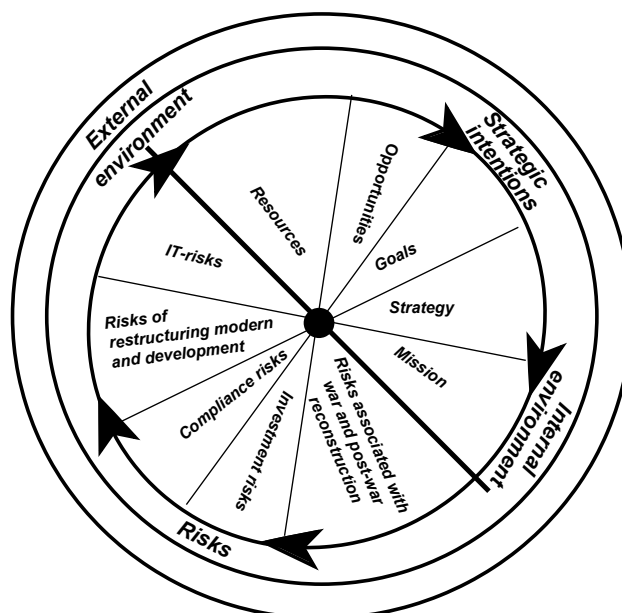 External
environment
Strategic
intentions
Opportunities
Resources
Goals
IT-risks
Strategy
Risks of
restructuring modern
and development
Mission
Compliance risks
Investment risks
Risks associated with
war and post-war
reconstruction
Internal
environment
Risks